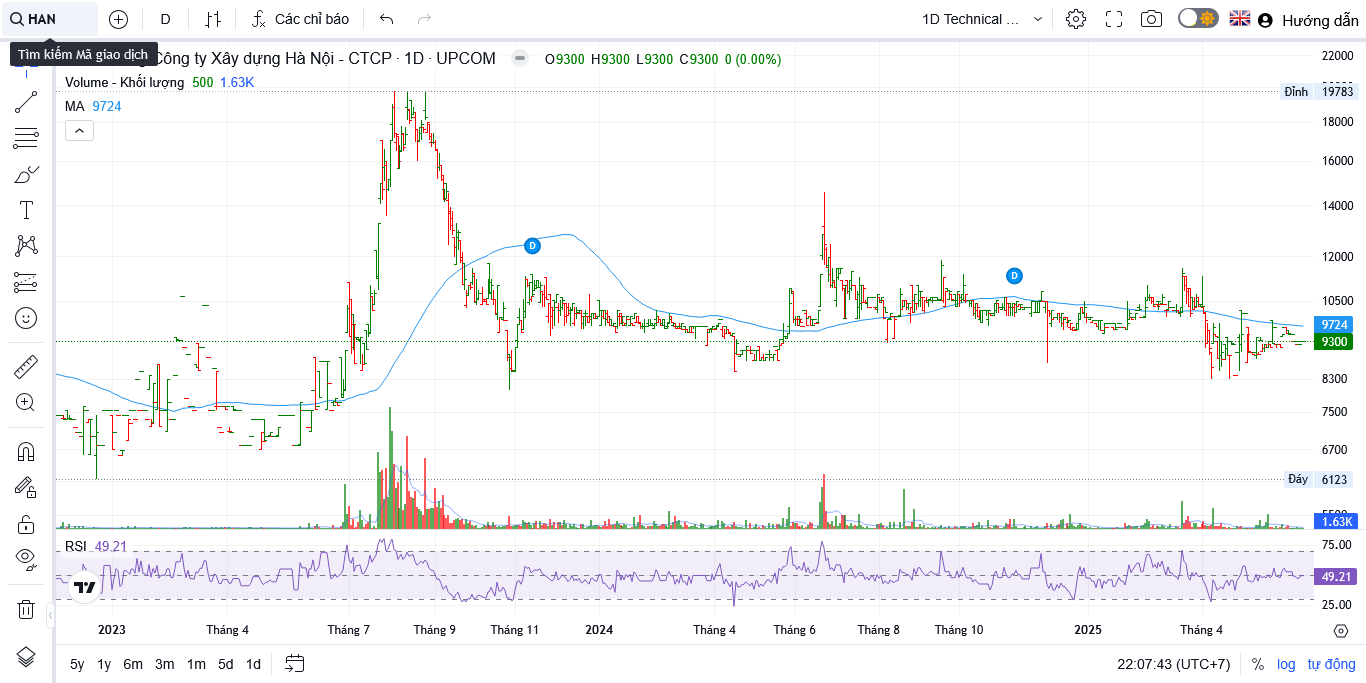 HAN
D
Các chỉ báo
1D Technical ...
Hướng dẫn
Tìm kiếm Mã giao dịch
Công ty Xây dựng Hà Nội - CTCP · 1D · UPCOM
O9300 H9300 L9300 C9300 0 (0.00%)
Volume - Khối lượng 500 1.63K
MA 9724
22000
Đỉnh 19783
18000
16000
14000
12000
10500
9724
9300
8300
7500
6700
Đáy 6123
1.63K
D
D
RSI 49.21
75.00
49.21
25.00
2023 Tháng 4 Tháng 7 Tháng 9 Tháng 11 2024 Tháng 4 Tháng 6 Tháng 8 Tháng 10 2025 Tháng 4
5y 1y 6m 3m 1m 5d 1d
22:07:43 (UTC+7) % log tự động